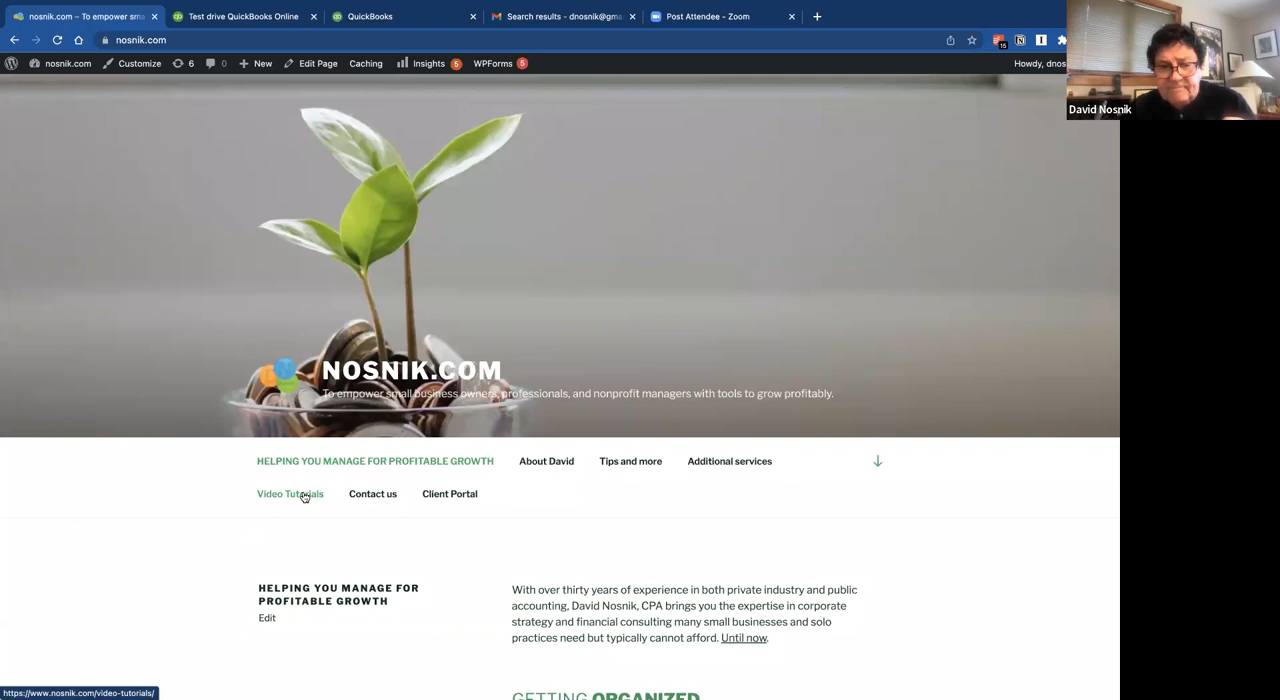 nosnik.com – To empower sma
Test drive QuickBooks Online
QuickBooks
Search results - dnosnik@gma
Post Attendee - Zoom
nosnik.com
15
nosnik.com
Customize
6
0
New
Edit Page
Caching
Insights
5
WPForms
6
Howdy, dnos
David Nosnik
NOSNIK.COM
To empower small business owners, professionals, and nonprofit managers with tools to grow profitably.
HELPING YOU MANAGE FOR PROFITABLE GROWTH
About David
Tips and more
Additional services
Video Tutorials
Contact us
Client Portal
HELPING YOU MANAGE FOR
PROFITABLE GROWTH
Edit
With over thirty years of experience in both private industry and public
accounting, David Nosnik, CPA brings you the expertise in corporate
strategy and financial consulting many small businesses and solo
practices need but typically cannot afford. Until now.
GETTING ORGANIZED
https://www.nosnik.com/video-tutorials/